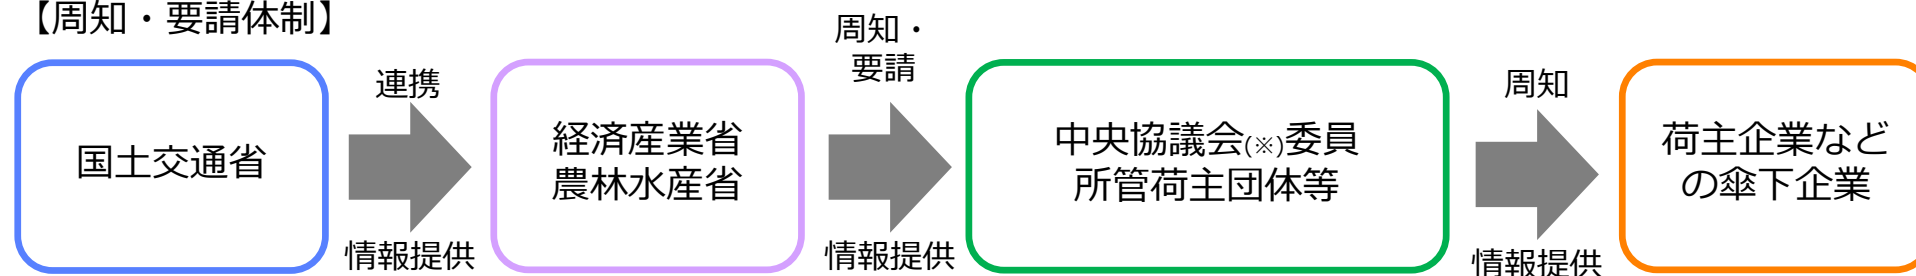 【周知・要請体制】
国土交通省
連携
情報提供
経済産業省
農林水産省
周知・
要請
情報提供
中央協議会(※)委員
所管荷主団体等
周知
情報提供
荷主企業など
の傘下企業